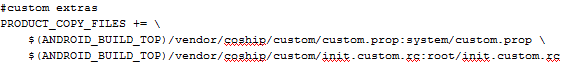 #custom extras
PRODUCT_COPY_FILES += \
    $(ANDROID_BUILD_TOP)/vendor/coship/custom/custom.prop:system/custom.prop \
    $(ANDROID_BUILD_TOP)/vendor/coship/custom/init.custom.rc:root/init.custom.rc